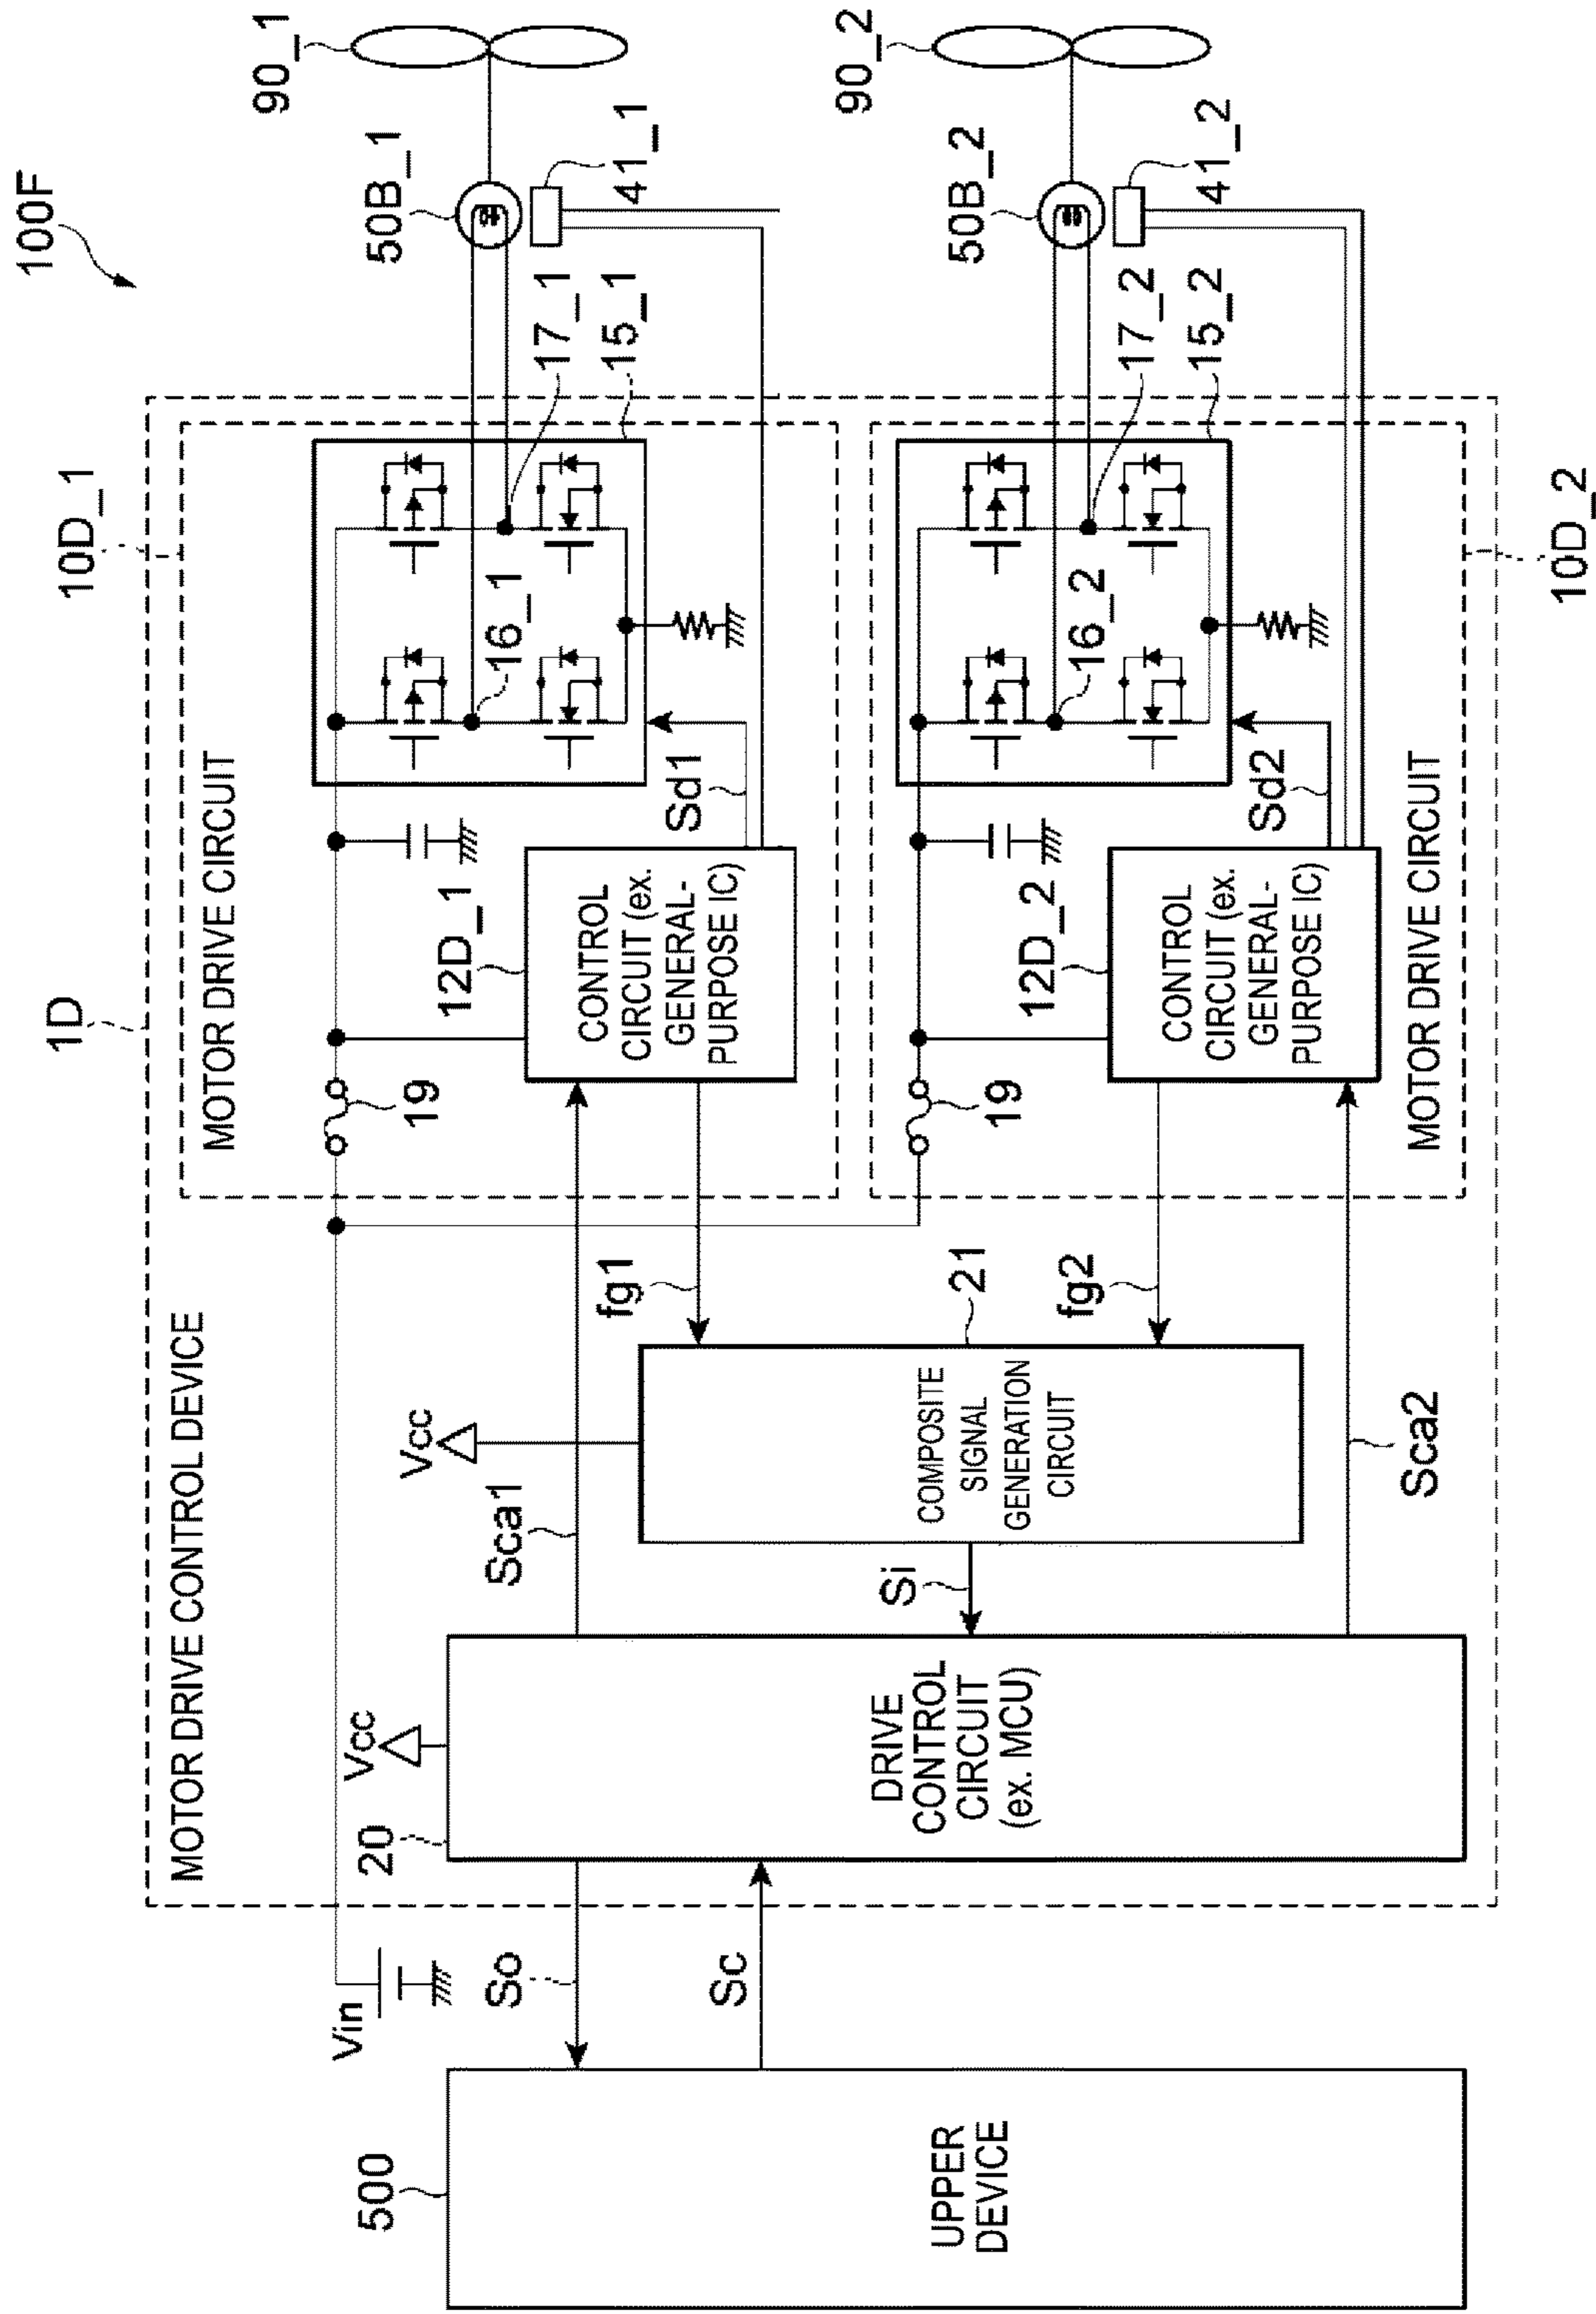 100F
1D
10D_1
MOTOR DRIVE CONTROL DEVICE
MOTOR DRIVE CIRCUIT
90_1
50B_1
41_1
17_1
15_1
16_1
Sd1
12D_1
CONTROL
CIRCUIT (ex.
GENERAL-
PURPOSE IC)
19
Vin
500
UPPER
DEVICE
So
Sc
20
Vcc
DRIVE
CONTROL
CIRCUIT
(ex. MCU)
Sca1
Vcc
Si
COMPOSITE
SIGNAL
GENERATION
CIRCUIT
21
fg1
fg2
Sca2
90_2
50B_2
41_2
17_2
15_2
16_2
Sd2
12D_2
CONTROL
CIRCUIT (ex.
GENERAL-
PURPOSE IC)
19
MOTOR DRIVE CIRCUIT
10D_2